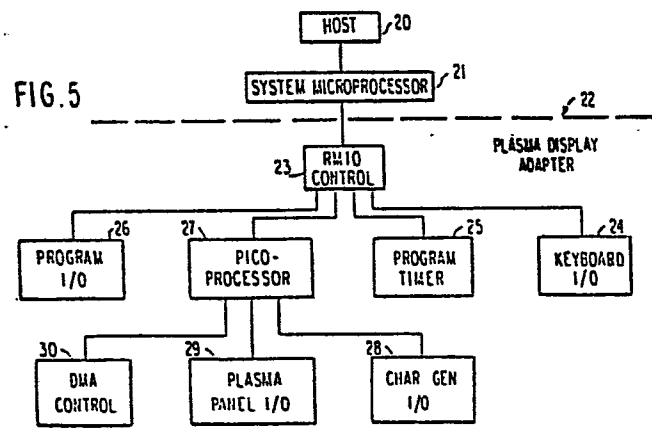 HOST
20
SYSTEM MICROPROCESSOR
21
FIG.5
22
PLASMA DISPLAY
ADAPTER
23
RMIO
CONTROL
26
PROGRAM
I/O
27
PICO-
PROCESSOR
25
PROGRAM
TIMER
24
KEYBOARD
I/O
30
DMA
CONTROL
29
PLASMA
PANEL I/O
28
CHAR GEN
I/O